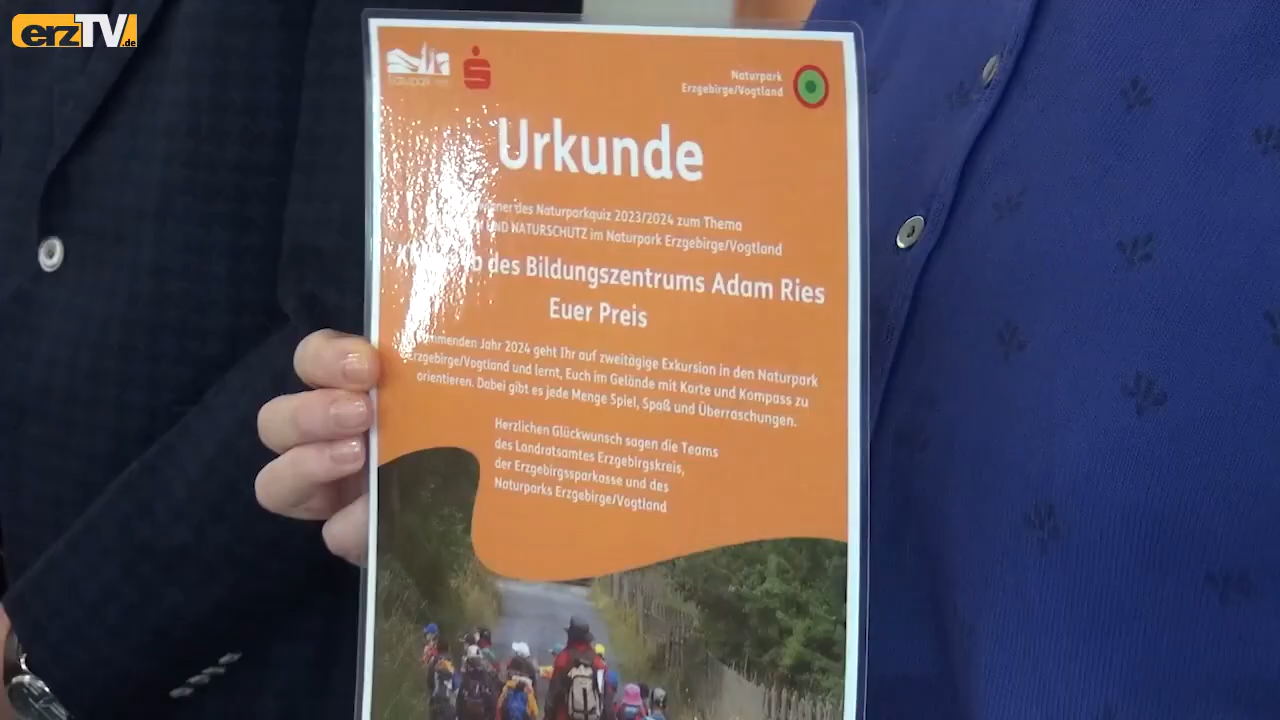 erzTV.de
Naturpark
Erzgebirge/Vogtland
Urkunde
des Naturparkquiz 2023/2024 zum Thema
UND NATURSCHUTZ im Naturpark Erzgebirge/Vogtland
des Bildungszentrums Adam Ries
Euer Preis
Jahr 2024 geht Ihr auf zweitägige Exkursion in den Naturpark
Erzgebirge/Vogtland und lernt, Euch im Gelände mit Karte und Kompass zu
orientieren. Dabei gibt es jede Menge Spiel, Spaß und Überraschungen.
Herzlichen Glückwunsch sagen die Teams
des Landratsamtes Erzgebirgskreis,
der Erzgebirgssparkasse und des
Naturparks Erzgebirge/Vogtland